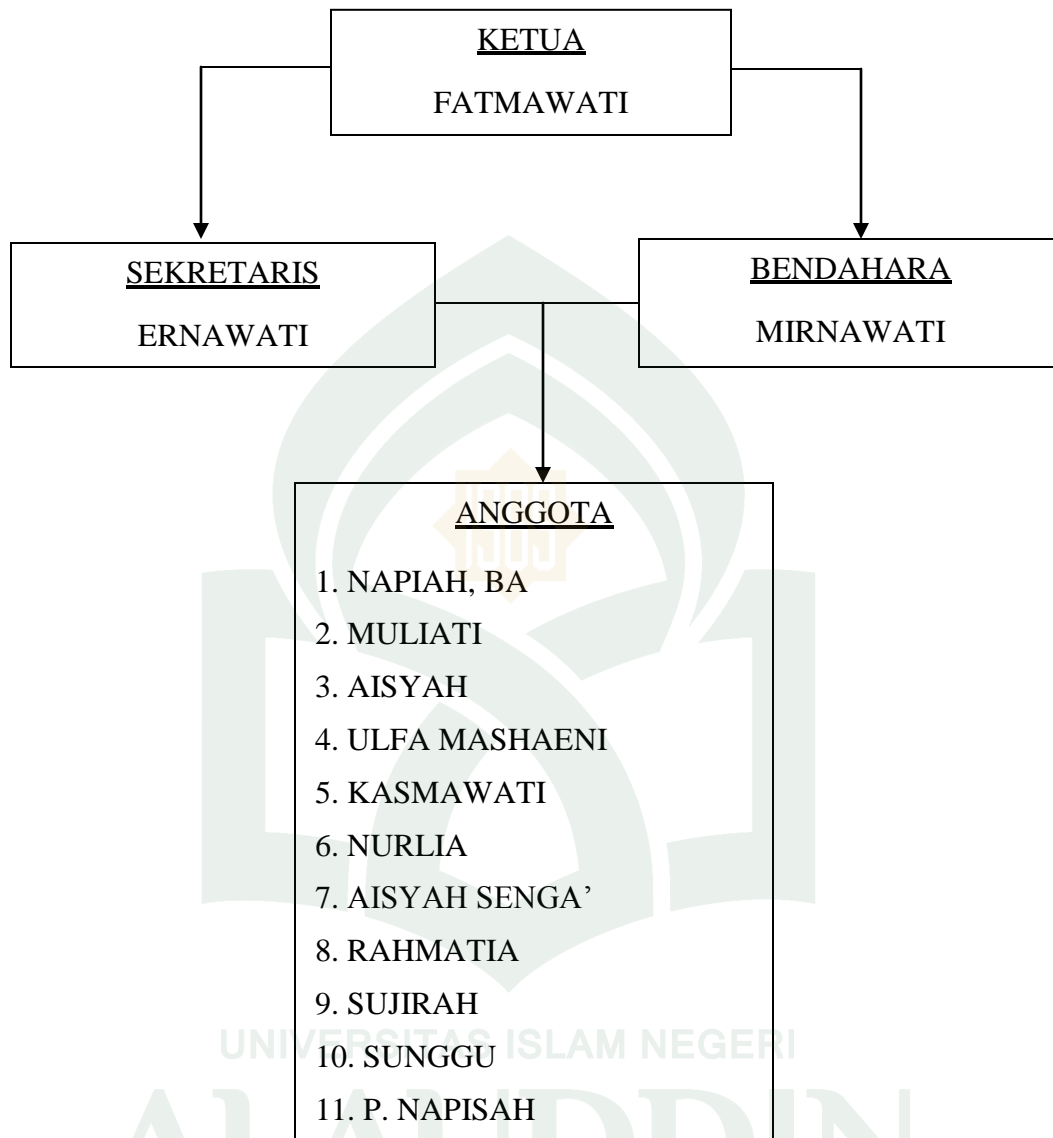 KETUA
FATMAWATI
SEKRETARIS
ERNAWATI
BENDAHARA
MIRNAWATI
ANGGOTA
1. NAPIAH, BA
2. MULIATI
3. AISYAH
4. ULFA MASHAENI
5. KASMAWATI
6. NURLIA
7. AISYAH SENGA’
8. RAHMATIA
9. SUJIRAH
UNIVERSITAS ISLAM NEGERI
10. SUNGGU
11. P. NAPISAH
ALAUDDIN